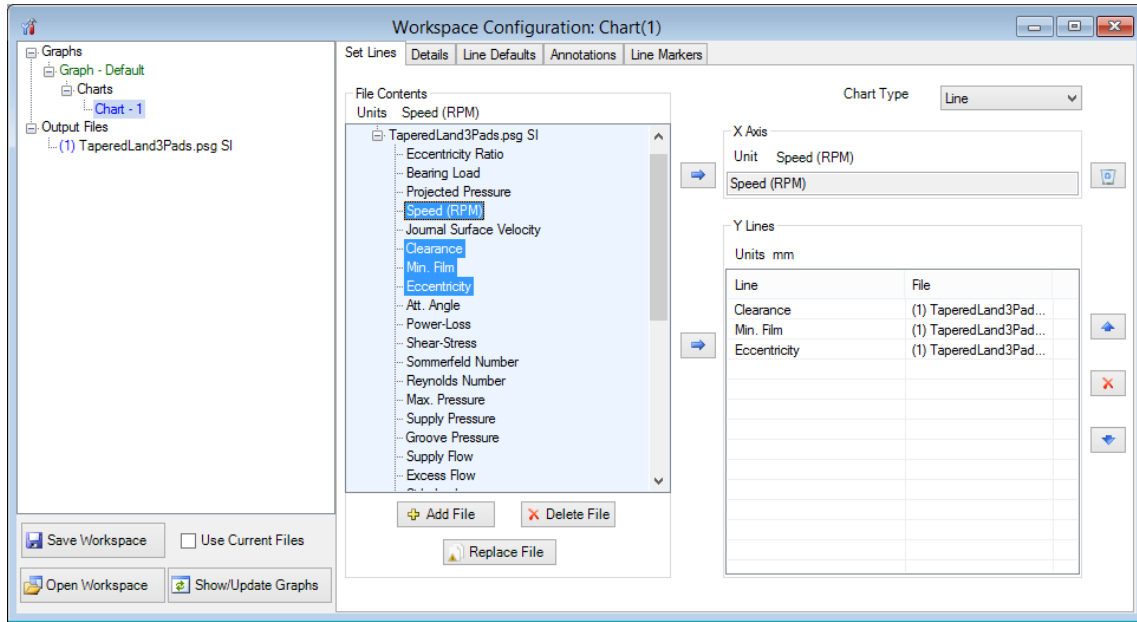 Workspace Configuration: Chart(1)
Graphs
Graph - Default
Charts
Chart - 1
Output Files
(1) TaperedLand3Pads.psg SI
Save Workspace
Use Current Files
Open Workspace
Show/Update Graphs
Set Lines Details Line Defaults Annotations Line Markers
File Contents
Units Speed (RPM)
TaperedLand3Pads.psg SI
Eccentricity Ratio
Bearing Load
Projected Pressure
Speed (RPM)
Journal Surface Velocity
Clearance
Min. Film
Eccentricity
Att. Angle
Power-Loss
Shear-Stress
Sommerfeld Number
Reynolds Number
Max. Pressure
Supply Pressure
Groove Pressure
Supply Flow
Excess Flow
Add File
Delete File
Replace File
Chart Type Line
X Axis
Unit Speed (RPM)
Speed (RPM)
Y Lines
Units mm
Line File
Clearance (1) TaperedLand3Pad...
Min. Film (1) TaperedLand3Pad...
Eccentricity (1) TaperedLand3Pad...